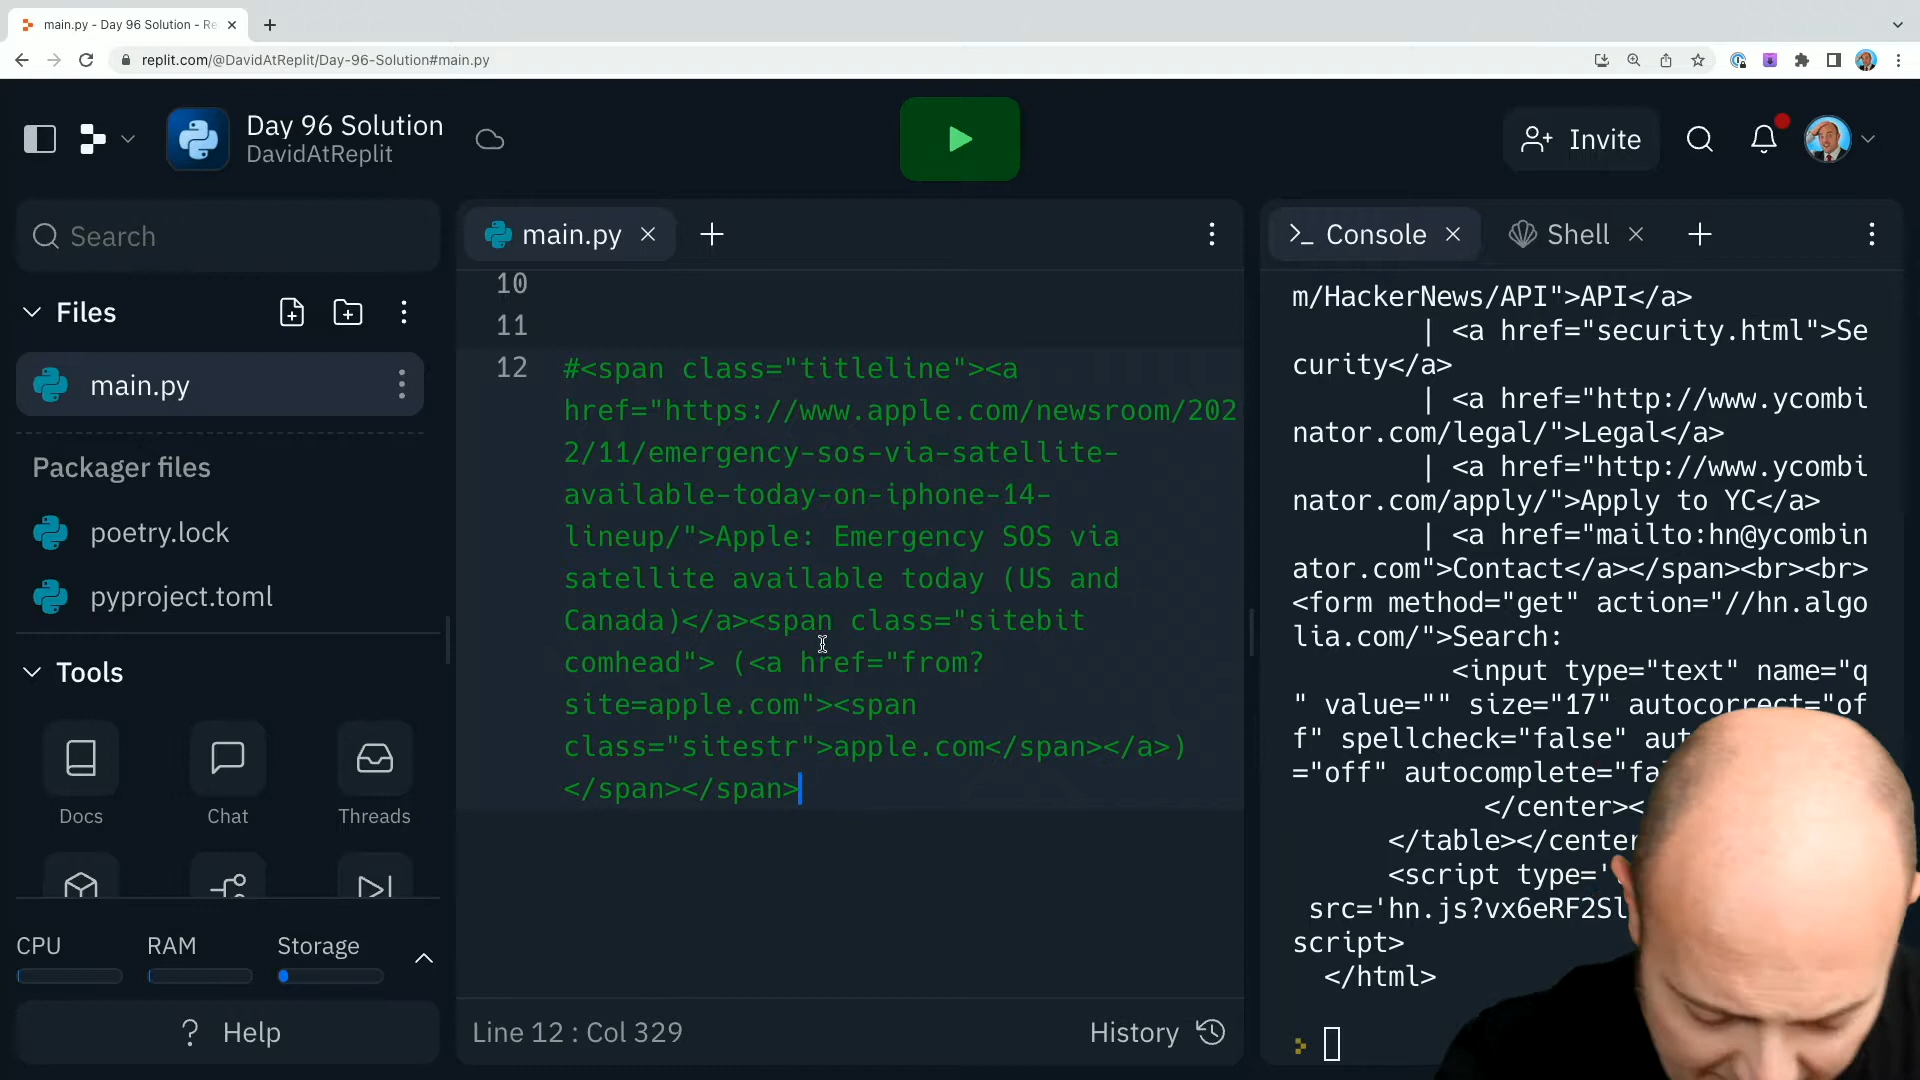 main.py - Day 96 Solution - Re
replit.com/@DavidAtReplit/Day-96-Solution#main.py
Day 96 Solution
DavidAtReplit
Invite
Search
main.py
Console
Shell
Files
main.py
Packager files
poetry.lock
pyproject.toml
Tools
Docs
Chat
Threads
CPU
RAM
Storage
Help
10
11
12
#<span class="titleline"><a
href="https://www.apple.com/newsroom/202
2/11/emergency-sos-via-satellite-
available-today-on-iphone-14-
lineup/">Apple: Emergency SOS via
satellite available today (US and
Canada)</a><span class="sitebit
comhead"> (<a href="from?
site=apple.com"><span
class="sitestr">apple.com</span></a>)
</span></span>
Line 12 : Col 329
History
m/HackerNews/API">API</a>
| <a href="security.html">Se
curity</a>
| <a href="http://www.ycombi
nator.com/legal/">Legal</a>
| <a href="http://www.ycombi
nator.com/apply/">Apply to YC</a>
| <a href="mailto:hn@ycombin
ator.com">Contact</a></span><br><br>
<form method="get" action="//hn.algo
lia.com/">Search:
<input type="text" name="q
" value="" size="17" autocorrect="of
f" spellcheck="false" aut
="off" autocomplete="fa
</center><
</table></center
<script type='
src='hn.js?vx6eRF2Sl
script>
</html>